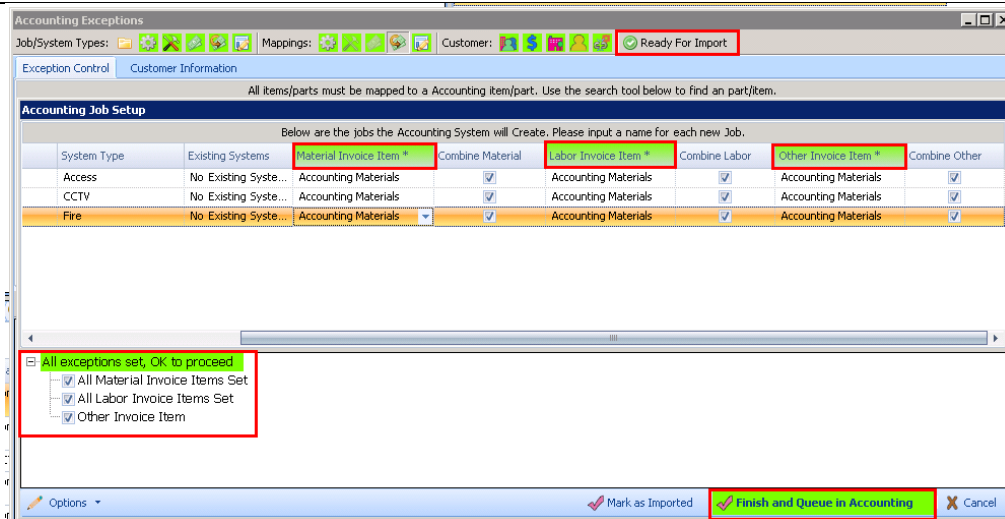 Accounting Exceptions
Job/System Types: Mappings: Customer: Ready For Import
Exception Control Customer Information
All items/parts must be mapped to a Accounting item/part. Use the search tool below to find an part/item.
Accounting Job Setup
Below are the jobs the Accounting System will Create. Please input a name for each new Job.
System Type Existing Systems Material Invoice Item * Combine Material Labor Invoice Item * Combine Labor Other Invoice Item * Combine Other
Access No Existing Syste... Accounting Materials Accounting Materials Accounting Materials
CCTV No Existing Syste... Accounting Materials Accounting Materials Accounting Materials
Fire No Existing Syste... Accounting Materials Accounting Materials Accounting Materials
All exceptions set, OK to proceed
All Material Invoice Items Set
All Labor Invoice Items Set
Other Invoice Item
Options Mark as Imported Finish and Queue in Accounting Cancel